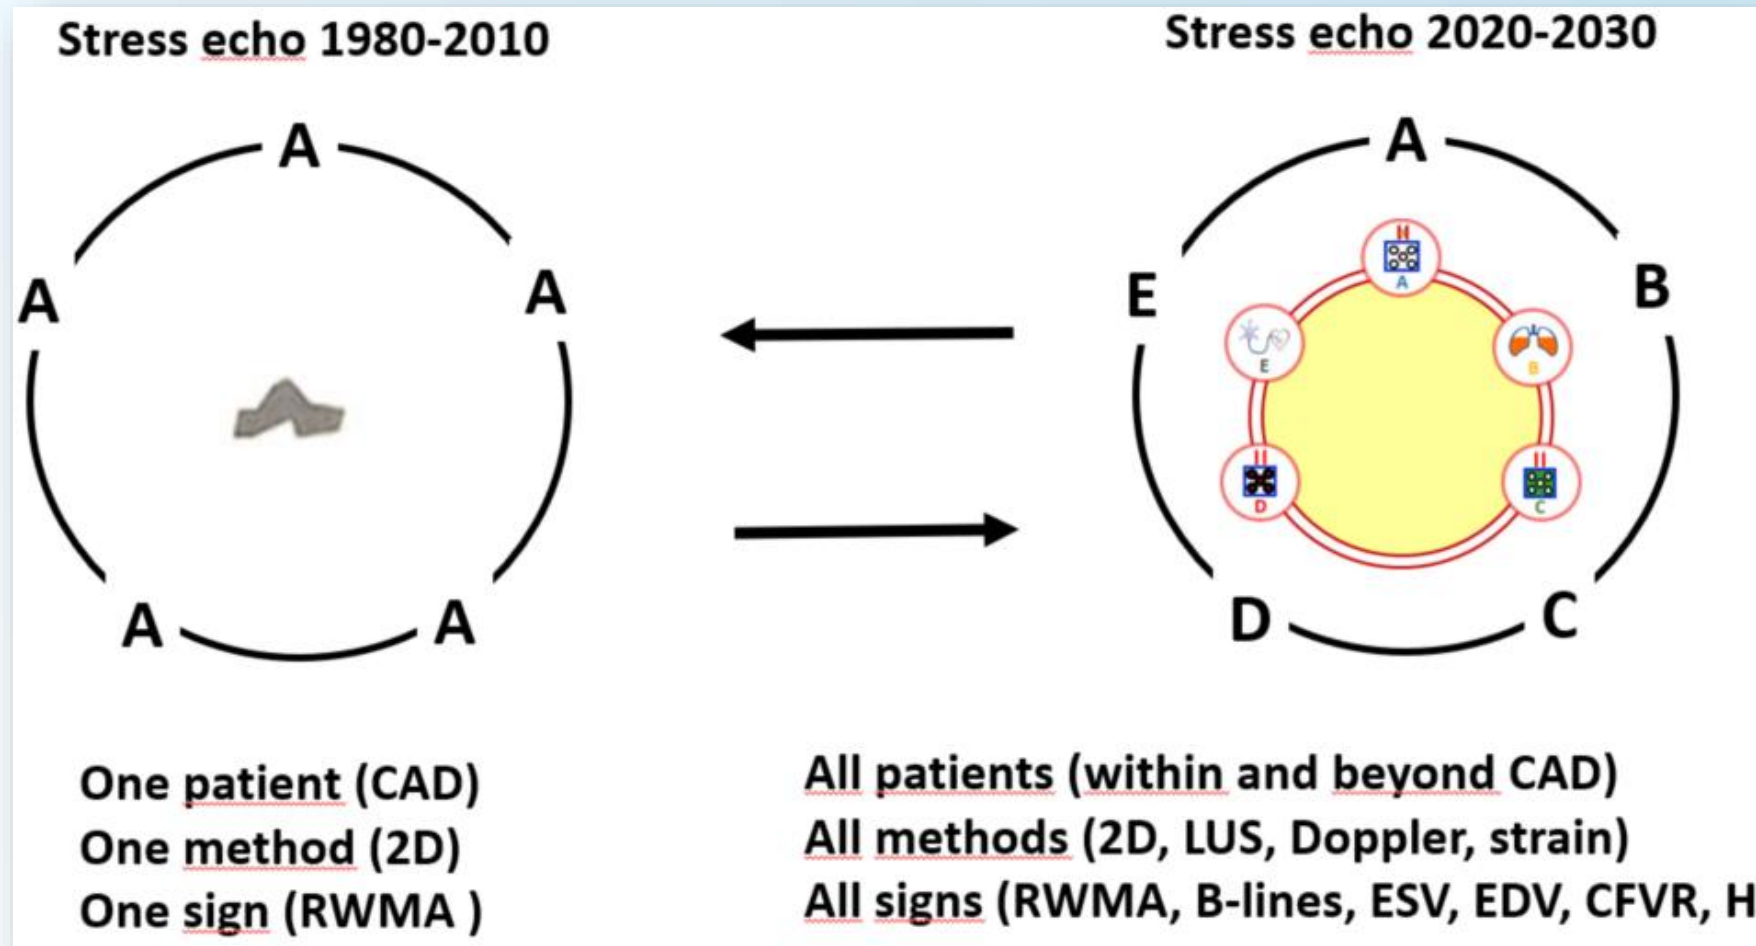 Stress echo 1980-2010
A
A
A
A
A
One patient (CAD)
One method (2D)
One sign (RWMA )
Stress echo 2020-2030
A
E
B
D
C
A
E
B
D
C
All patients (within and beyond CAD)
All methods (2D, LUS, Doppler, strain)
All signs (RWMA, B-lines, ESV, EDV, CFVR, H